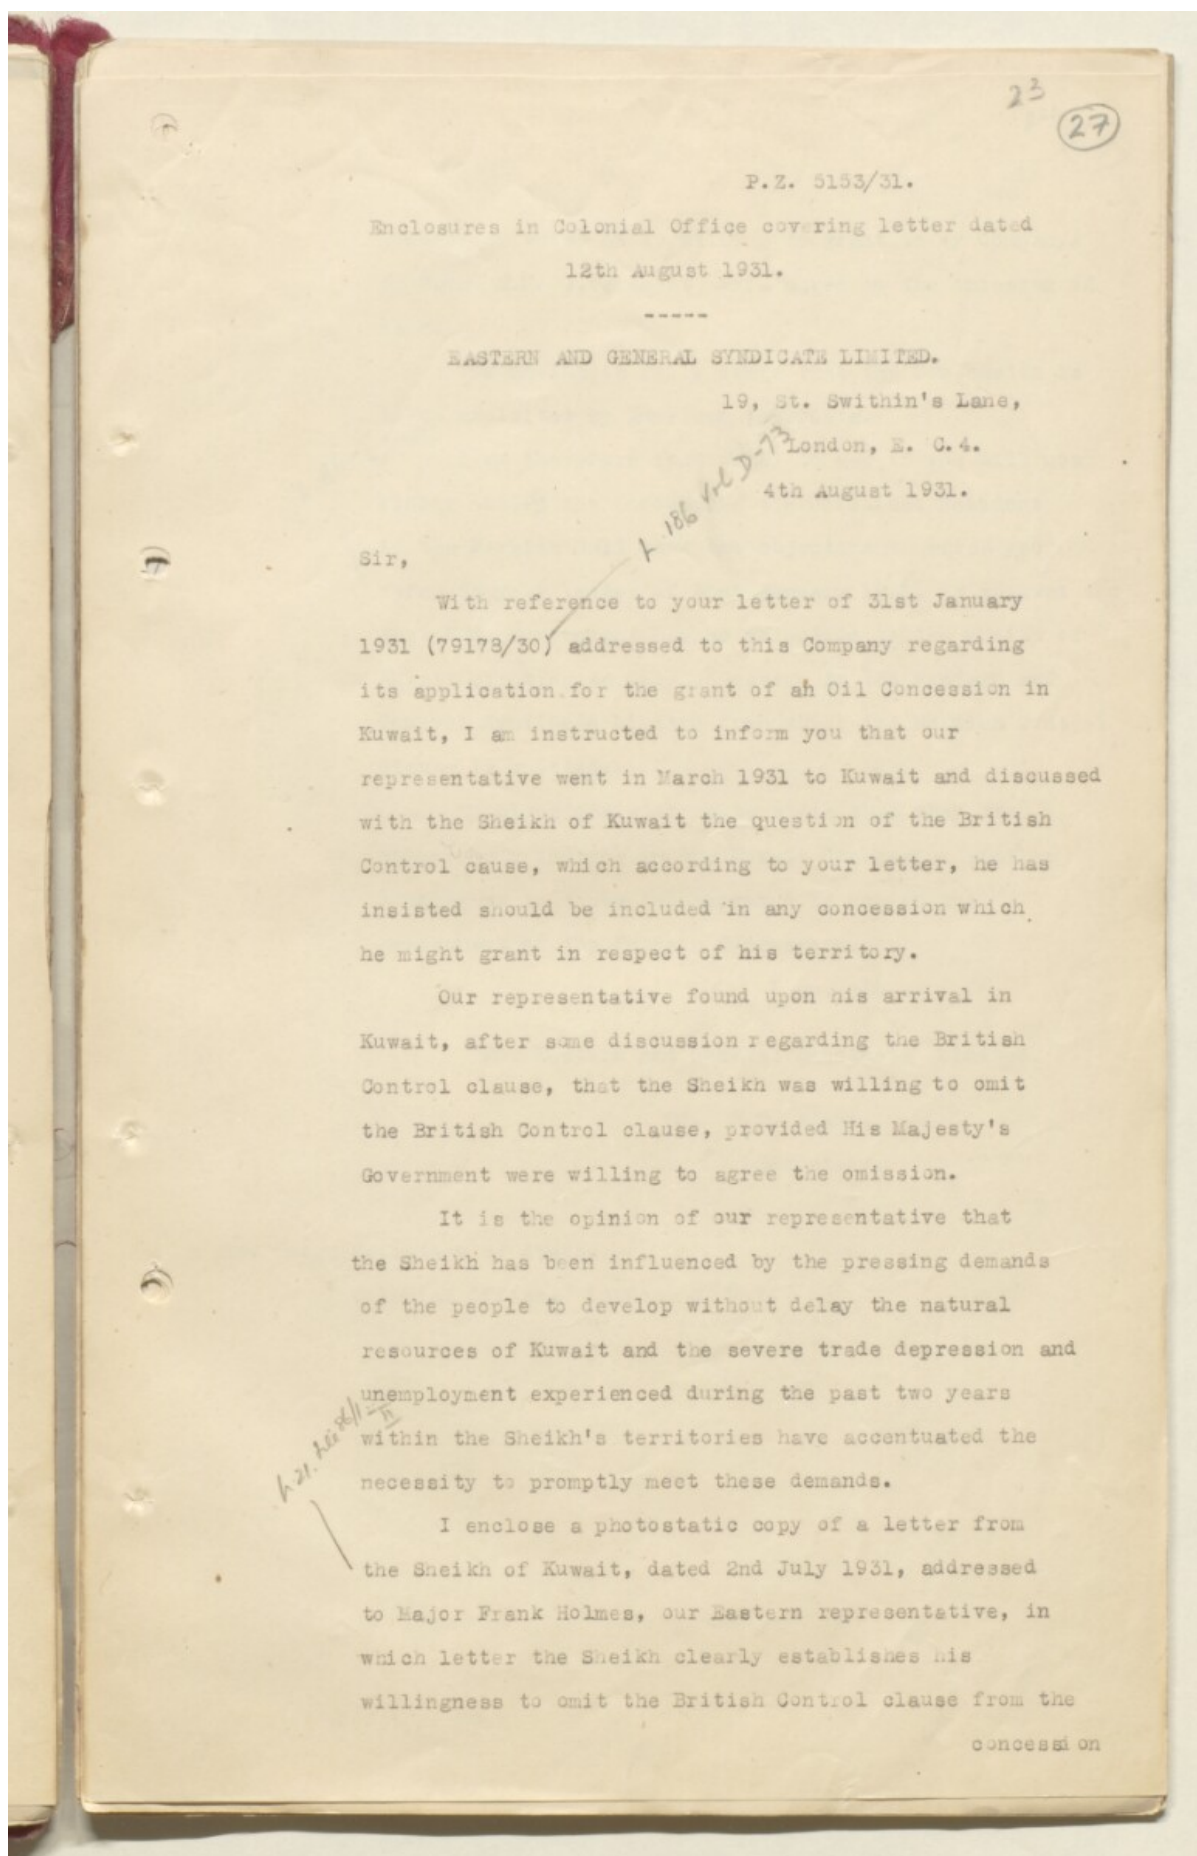 23
27
P.Z. 5153/31.
Enclosures in Colonial Office covering letter dated
12th August 1931.
-----
EASTERN AND GENERAL SYNDICATE LIMITED.
19, St. Swithin's Lane,
London, E. C.4.
4th August 1931.
P. 186 Vol D-73
Sir,
With reference to your letter of 31st January
1931 (79178/30) addressed to this Company regarding
its application for the grant of an Oil Concession in
Kuwait, I am instructed to inform you that our
representative went in March 1931 to Kuwait and discussed
with the Sheikh of Kuwait the question of the British
Control cause, which according to your letter, he has
insisted should be included in any concession which
he might grant in respect of his territory.
Our representative found upon his arrival in
Kuwait, after some discussion regarding the British
Control clause, that the Sheikh was willing to omit
the British Control clause, provided His Majesty's
Government were willing to agree the omission.
It is the opinion of our representative that
the Sheikh has been influenced by the pressing demands
of the people to develop without delay the natural
resources of Kuwait and the severe trade depression and
unemployment experienced during the past two years
within the Sheikh's territories have accentuated the
necessity to promptly meet these demands.
I enclose a photostatic copy of a letter from
the Sheikh of Kuwait, dated 2nd July 1931, addressed
to Major Frank Holmes, our Eastern representative, in
which letter the Sheikh clearly establishes his
willingness to omit the British Control clause from the
concession